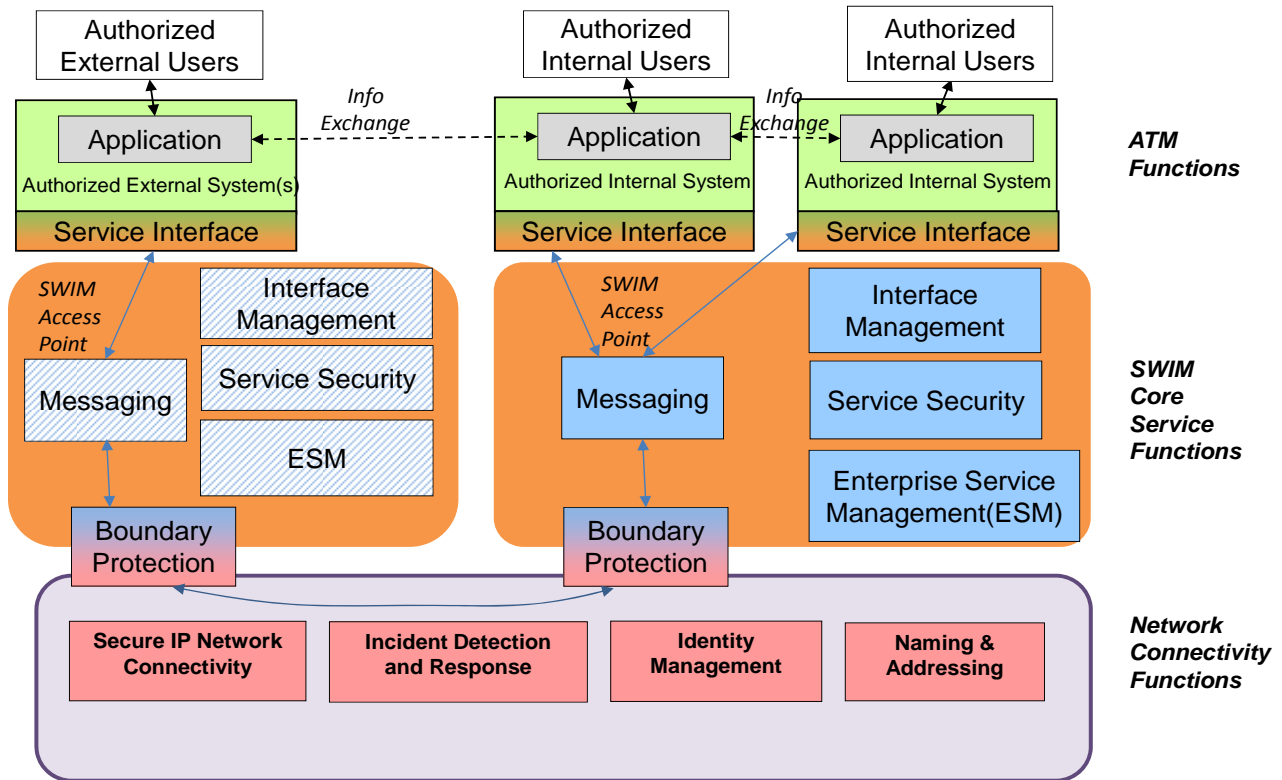 Authorized
External Users
Authorized
Internal Users
Authorized
Internal Users
Info
Exchange
Info
Exchange
Application
Application
Application
Authorized External System(s)
Authorized Internal System
Authorized Internal System
Service Interface
Service Interface
Service Interface
ATM
Functions
SWIM
Access
Point
Interface
Management
Messaging
Service Security
ESM
SWIM
Access
Point
Interface
Management
Messaging
Service Security
Enterprise Service
Management(ESM)
SWIM
Core
Service
Functions
Boundary
Protection
Boundary
Protection
Secure IP Network
Connectivity
Incident Detection
and Response
Identity
Management
Naming &
Addressing
Network
Connectivity
Functions